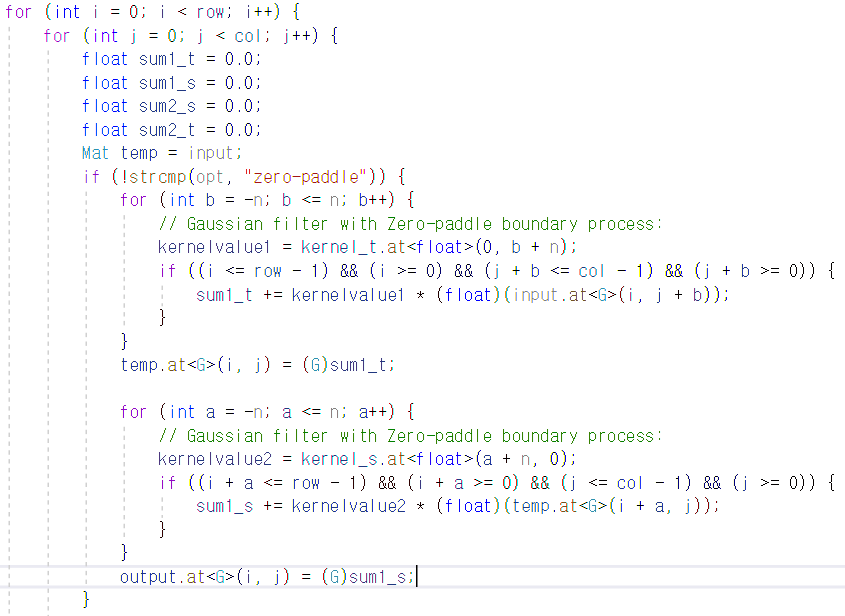 for (int i = 0; i < row; i++) {
for (int j = 0; j < col; j++) {
float sum1_t = 0.0;
float sum1_s = 0.0;
float sum2_s = 0.0;
float sum2_t = 0.0;
Mat temp = input;
if (!strcmp(opt, "zero-paddle")) {
for (int b = -n; b <= n; b++) {
// Gaussian filter with Zero-paddle boundary process:
kernelvalue1 = kernel_t.at<float>(0, b + n);
if ((i <= row - 1) && (i >= 0) && (j + b <= col - 1) && (j + b >= 0)) {
sum1_t += kernelvalue1 * (float)(input.at<G>(i, j + b));
}
}
temp.at<G>(i, j) = (G)sum1_t;
for (int a = -n; a <= n; a++) {
// Gaussian filter with Zero-paddle boundary process:
kernelvalue2 = kernel_s.at<float>(a + n, 0);
if ((i + a <= row - 1) && (i + a >= 0) && (j <= col - 1) && (j >= 0)) {
sum1_s += kernelvalue2 * (float)(temp.at<G>(i + a, j));
}
}
output.at<G>(i, j) = (G)sum1_s;
}